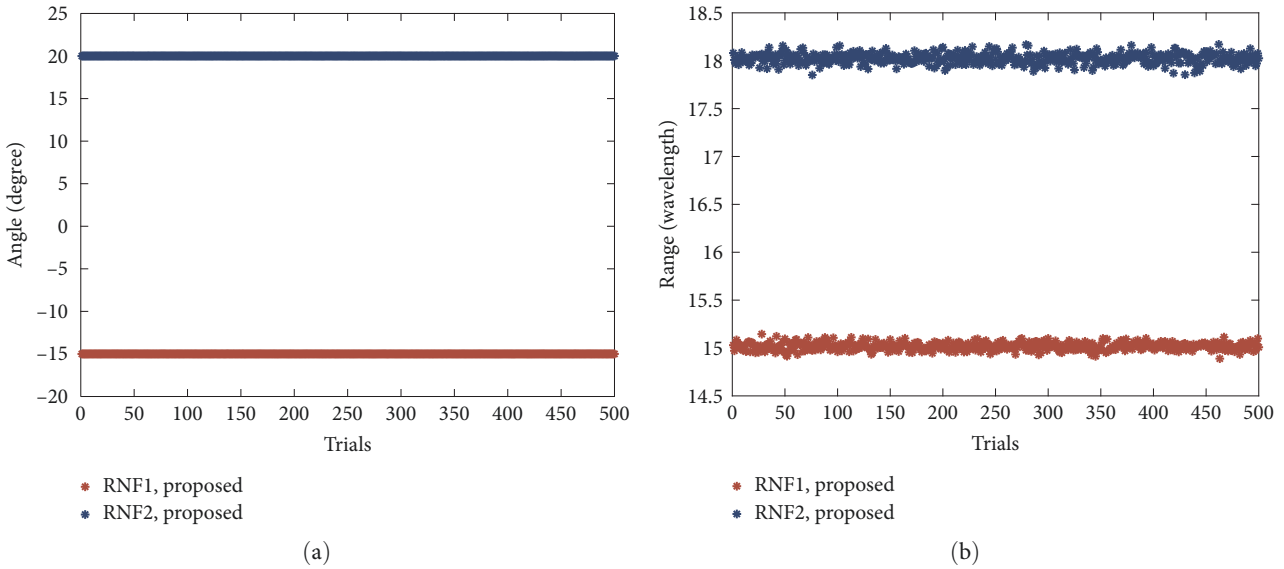 25
20
15
10
5
0
−5
−10
−15
−20
Angle (degree)
0 50 100 150 200 250 300 350 400 450 500
Trials
RNF1, proposed
RNF2, proposed
(a)
18.5
18
17.5
17
16.5
16
15.5
15
14.5
Range (wavelength)
0 50 100 150 200 250 300 350 400 450 500
Trials
RNF1, proposed
RNF2, proposed
(b)